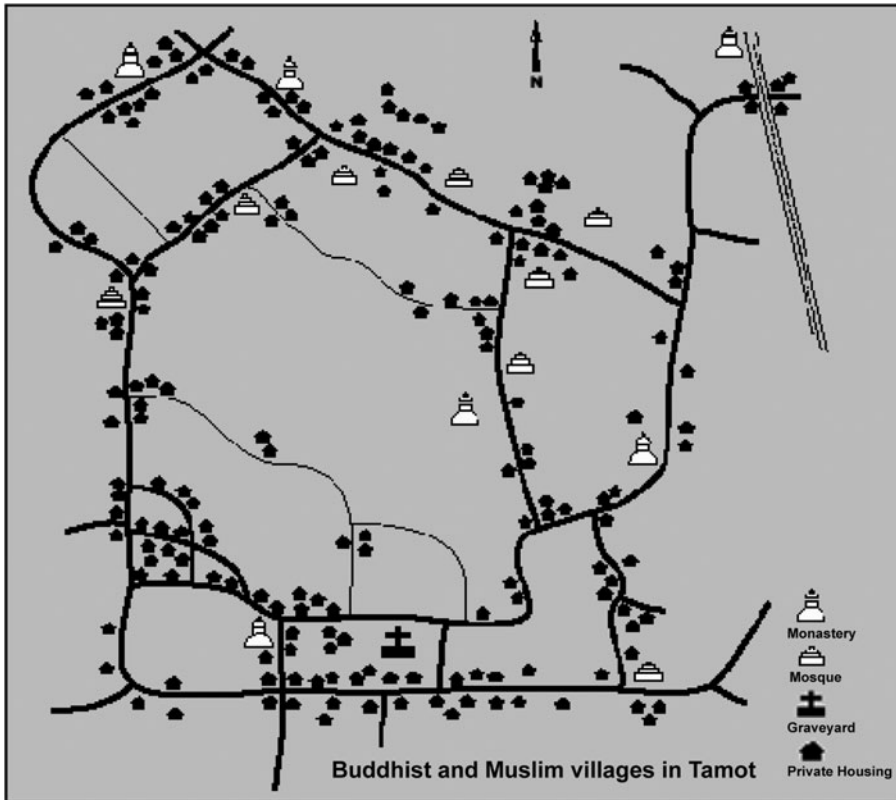 N
Monastery
Mosque
Graveyard
Private Housing
Buddhist and Muslim villages in Tamot